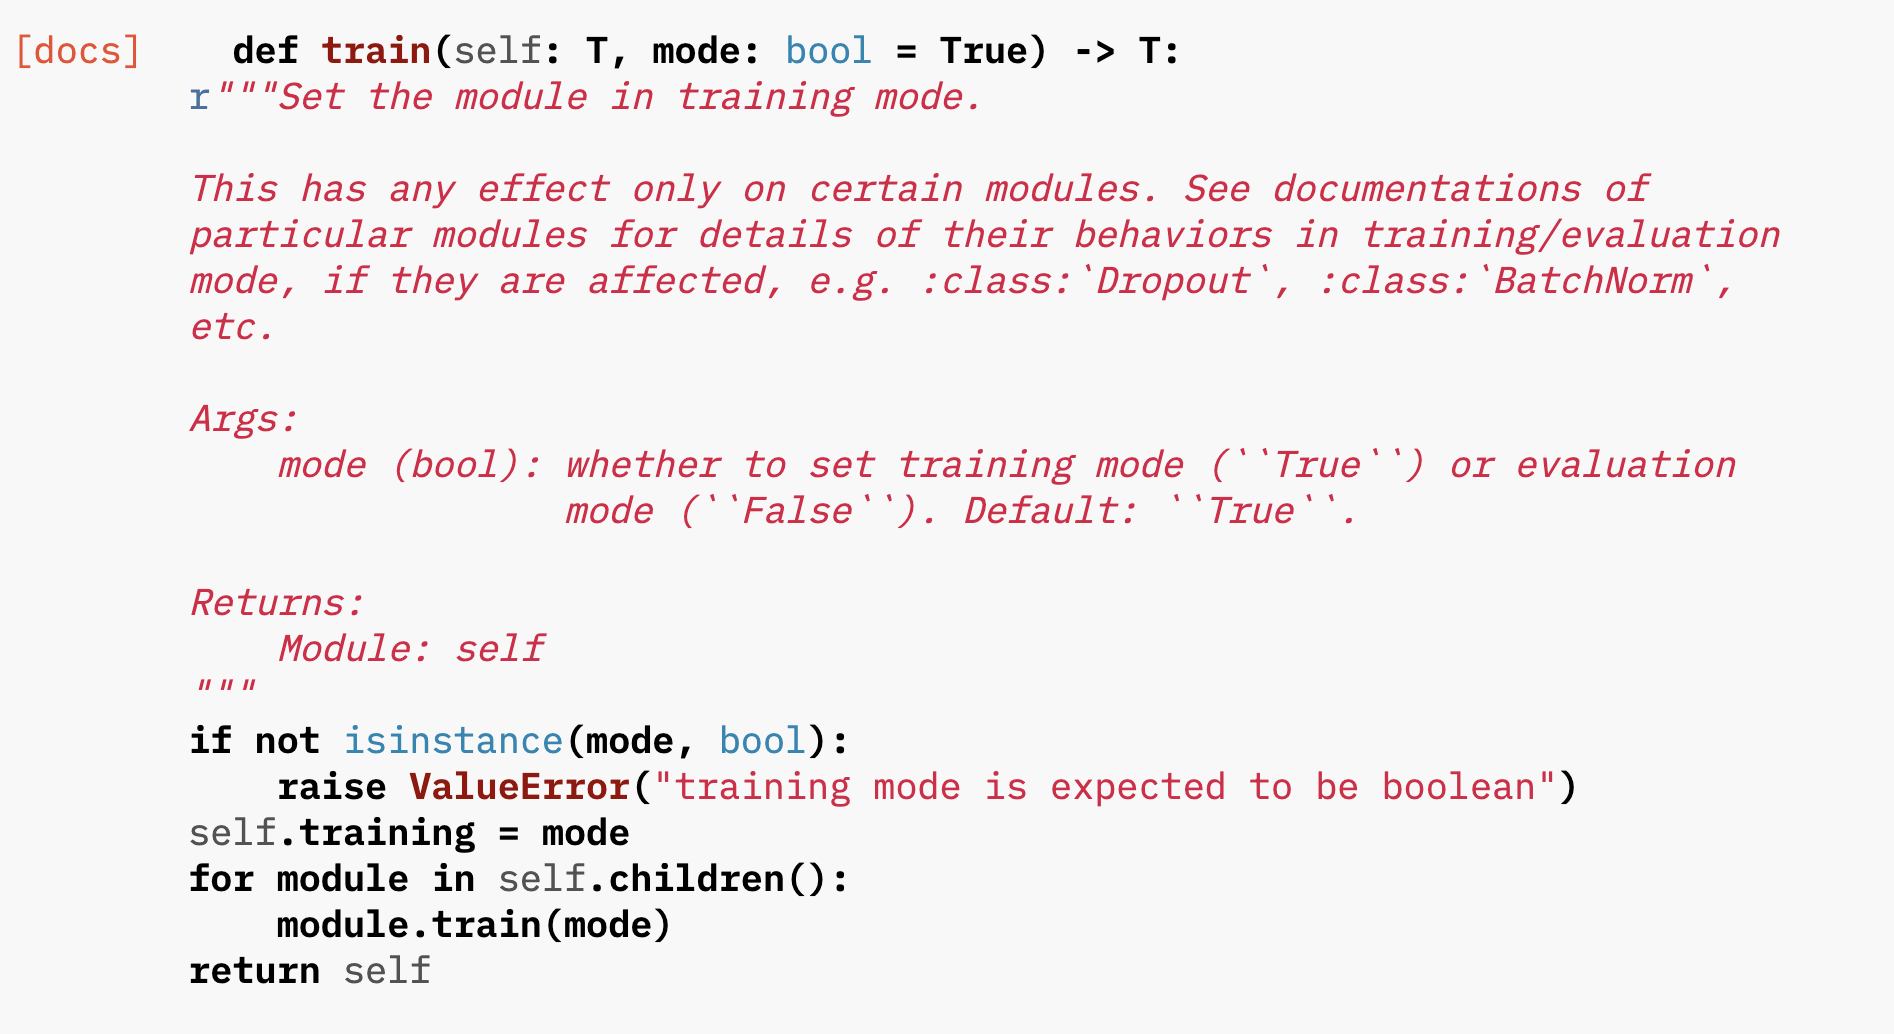 [docs]    def train(self: T, mode: bool = True) -> T:
r"""Set the module in training mode.

This has any effect only on certain modules. See documentations of
particular modules for details of their behaviors in training/evaluation
mode, if they are affected, e.g. :class:`Dropout`, :class:`BatchNorm`,
etc.

Args:
    mode (bool): whether to set training mode (``True``) or evaluation
                 mode (``False``). Default: ``True``.

Returns:
    Module: self
"""
if not isinstance(mode, bool):
    raise ValueError("training mode is expected to be boolean")
self.training = mode
for module in self.children():
    module.train(mode)
return self